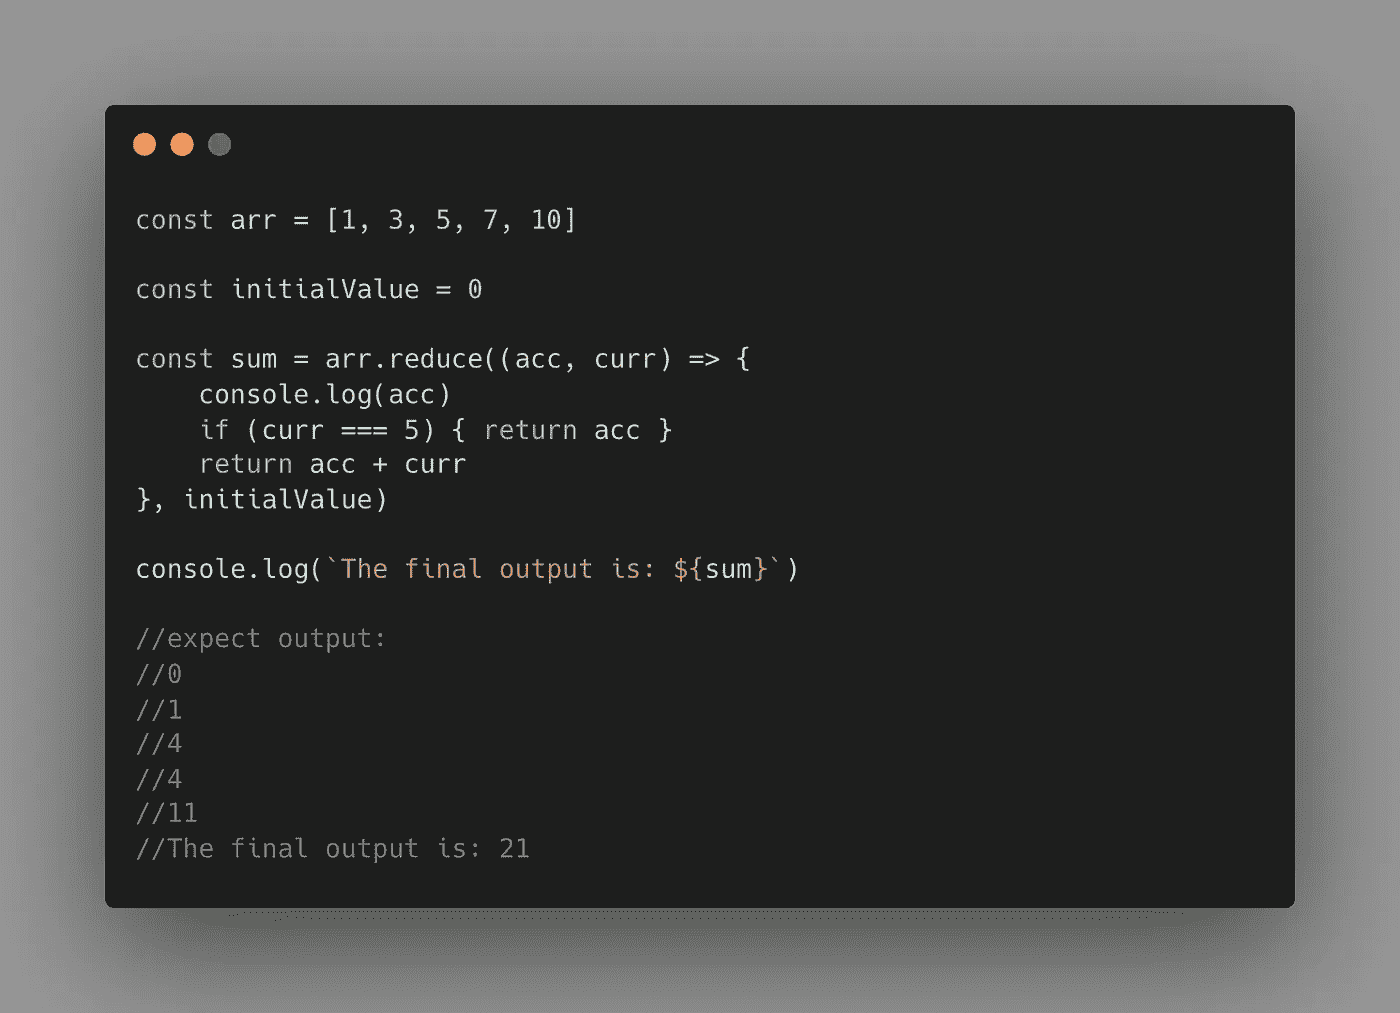 const arr = [1, 3, 5, 7, 10]
const initialValue = 0
const sum = arr.reduce((acc, curr) => {
    console.log(acc)
    if (curr === 5) { return acc }
    return acc + curr
}, initialValue)
console.log(`The final output is: ${sum}`)
//expect output:
//0
//1
//4
//4
//11
//The final output is: 21